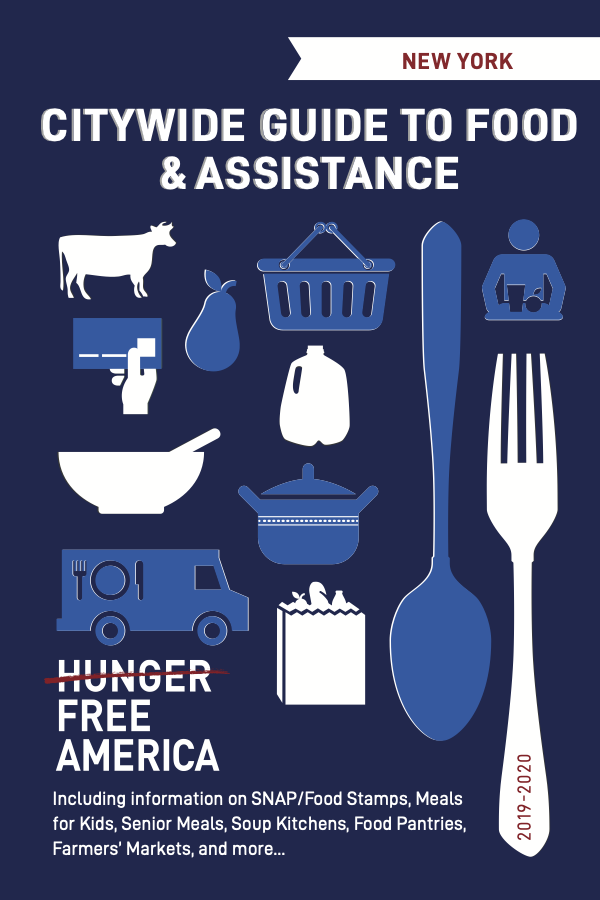 NEW YORK
CITYWIDE GUIDE TO FOOD
& ASSISTANCE
HUNGER
FREE
AMERICA
Including information on SNAP/Food Stamps, Meals
for Kids, Senior Meals, Soup Kitchens, Food Pantries,
Farmers' Markets, and more...
2019-2020